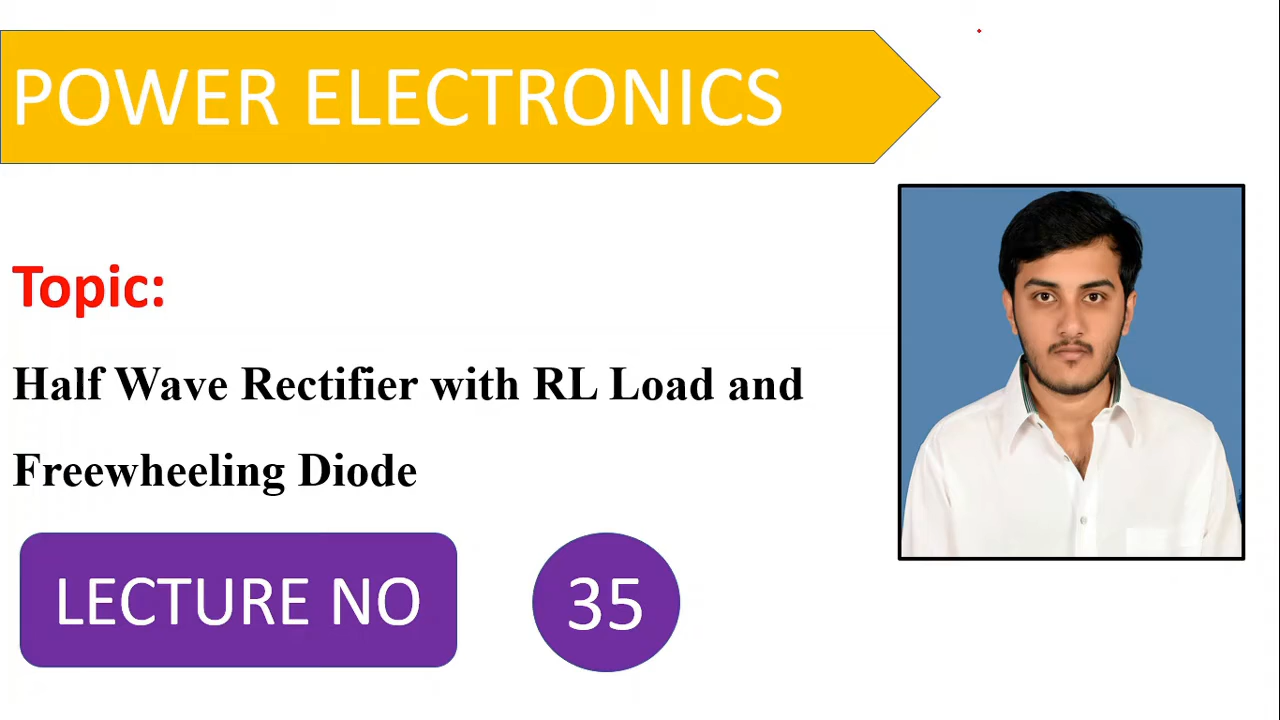 POWER ELECTRONICS
Topic:
Half Wave Rectifier with RL Load and
Freewheeling Diode
LECTURE NO
35